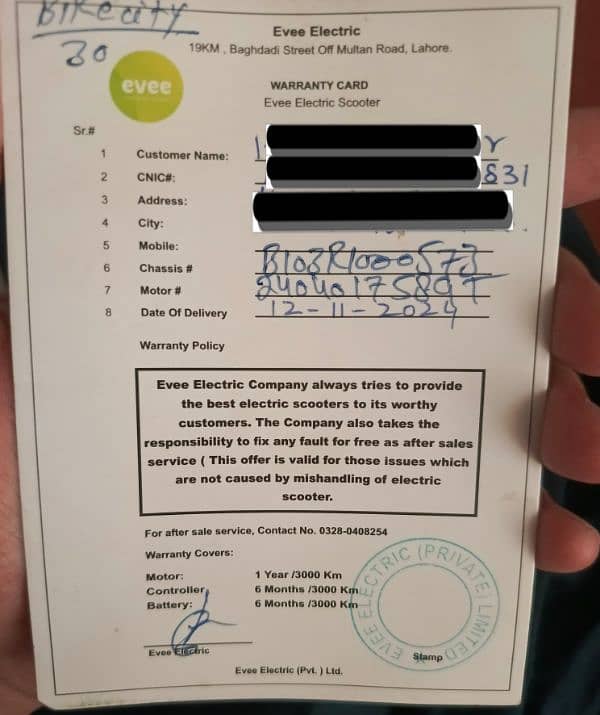 Bikecity
30
evee
Evee Electric
19KM , Baghdadi Street Off Multan Road, Lahore.
WARRANTY CARD
Evee Electric Scooter
Sr.#
1 Customer Name:
2 CNIC#: 831
3 Address:
4 City:
5 Mobile:
6 Chassis # B103R1000573
7 Motor # 2404017589T
8 Date Of Delivery 12-11-2024
Warranty Policy
Evee Electric Company always tries to provide
the best electric scooters to its worthy
customers. The Company also takes the
responsibility to fix any fault for free as after sales
service ( This offer is valid for those issues which
are not caused by mishandling of electric
scooter.
For after sale service, Contact No. 0328-0408254
Warranty Covers:
Motor: 1 Year /3000 Km
Controller, 6 Months /3000 Km
Battery: 6 Months /3000 Km
EVEE ELECTRIC (PRIVATE) LIMITED
Evee Electric
Stamp
Evee Electric (Pvt. ) Ltd.